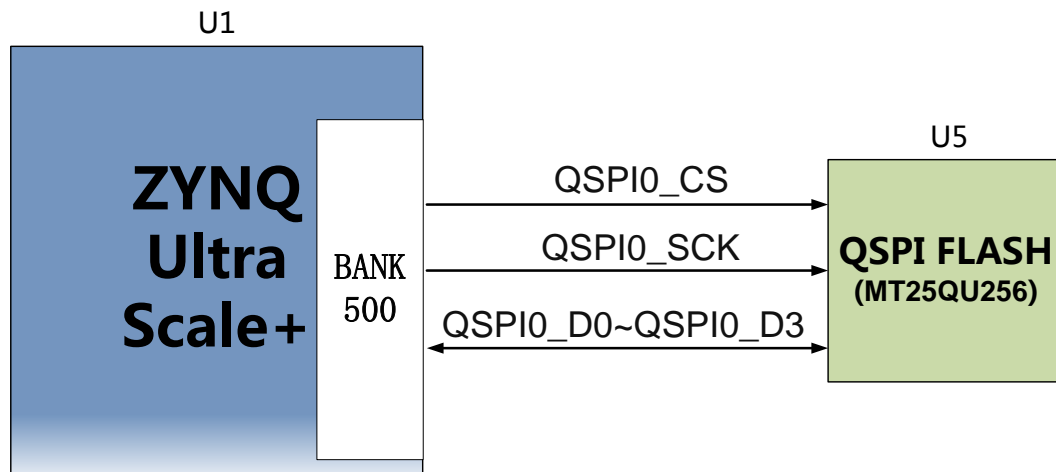 U1
ZYNQ
Ultra
Scale+
BANK
500
QSPI0_CS
QSPI0_SCK
QSPI0_D0~QSPI0_D3
U5
QSPI FLASH
(MT25QU256)